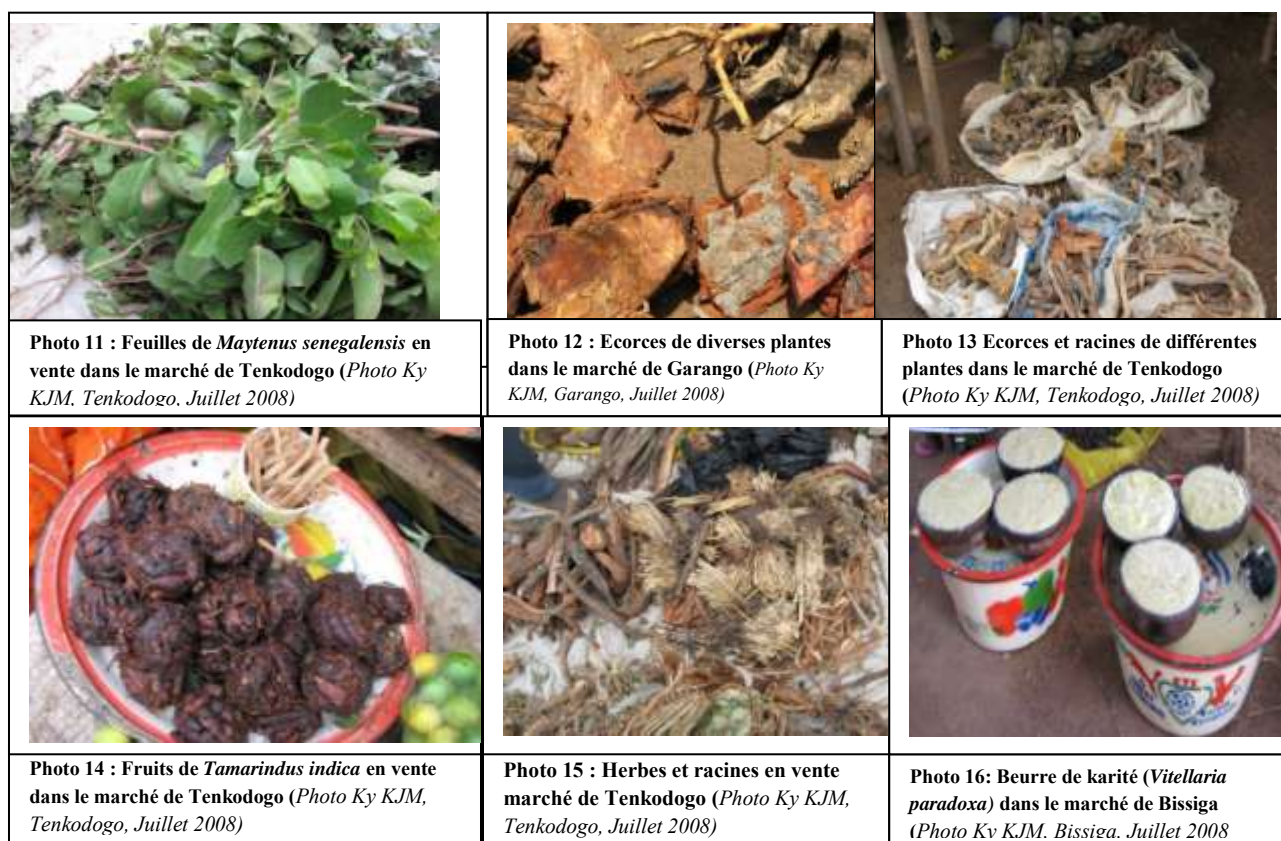 Photo 11 : Feuilles de Maytenus senegalensis en
vente dans le marché de Tenkodogo (Photo Ky
KJM, Tenkodogo, Juillet 2008)
Photo 12 : Ecorces de diverses plantes
dans le marché de Garango (Photo Ky
KJM, Garango, Juillet 2008)
Photo 13 Ecorces et racines de différentes
plantes dans le marché de Tenkodogo
(Photo Ky KJM, Tenkodogo, Juillet 2008)
Photo 14 : Fruits de Tamarindus indica en vente
dans le marché de Tenkodogo (Photo Ky KJM,
Tenkodogo, Juillet 2008)
Photo 15 : Herbes et racines en vente
marché de Tenkodogo (Photo Ky KJM,
Tenkodogo, Juillet 2008)
Photo 16: Beurre de karité (Vitellaria
paradoxa) dans le marché de Bissiga
(Photo Ky KJM, Bissiga, Juillet 2008